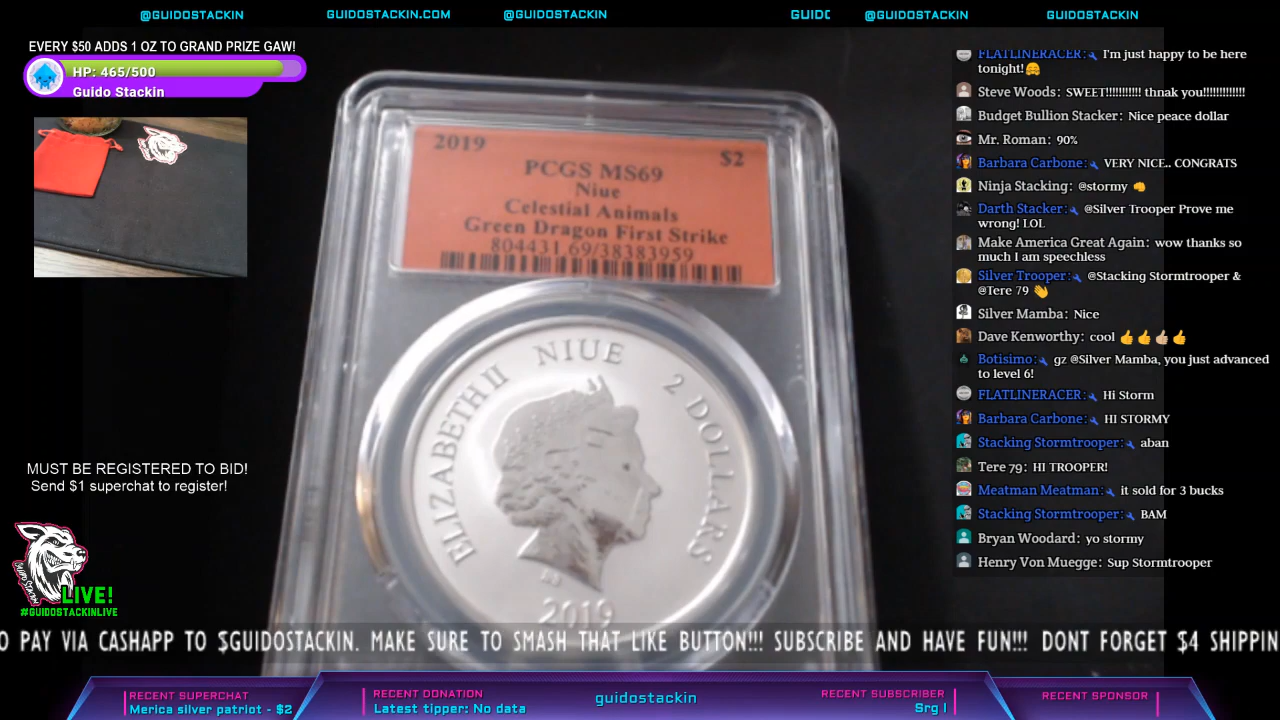 @GUIDOSTACKIN GUIDOSTACKIN.COM @GUIDOSTACKIN GUIDC @GUIDOSTACKIN GUIDOSTACKIN
EVERY $50 ADDS 1 OZ TO GRAND PRIZE GAW!
HP: 465/500
Guido Stackin
2019 $2
PCGS MS69
Niue
Celestial Animals
Green Dragon First Strike
804431.69/38383959
ELIZABETH II NIUE 2 DOLLARS
2019
FLATLINERACER: I'm just happy to be here
tonight!🤗
Steve Woods: SWEET!!!!!!!!!!! thnak you!!!!!!!!!!!!!
Budget Bullion Stacker: Nice peace dollar
Mr. Roman: 90%
Barbara Carbone: VERY NICE.. CONGRATS
Ninja Stacking: @stormy 👊
Darth Stacker: @Silver Trooper Prove me
wrong! LOL
Make America Great Again: wow thanks so
much I am speechless
Silver Trooper: @Stacking Stormtrooper &
@Tere 79 👋
Silver Mamba: Nice
Dave Kenworthy: cool 👍👍👍🏼👍
Botisimo: gz @Silver Mamba, you just advanced
to level 6!
FLATLINERACER: Hi Storm
Barbara Carbone: HI STORMY
Stacking Stormtrooper: aban
Tere 79: HI TROOPER!
Meatman Meatman: it sold for 3 bucks
Stacking Stormtrooper: BAM
Bryan Woodard: yo stormy
Henry Von Muegge: Sup Stormtrooper
MUST BE REGISTERED TO BID!
Send $1 superchat to register!
GUIDO STACKIN
LIVE!
#GUIDOSTACKINLIVE
O PAY VIA CASHAPP TO $GUIDOSTACKIN. MAKE SURE TO SMASH THAT LIKE BUTTON!!! SUBSCRIBE AND HAVE FUN!!! DONT FORGET $4 SHIPPIN
RECENT SUPERCHAT
Merica silver patriot - $2
RECENT DONATION
Latest tipper: No data
guidostackin
RECENT SUBSCRIBER
Srg I
RECENT SPONSOR